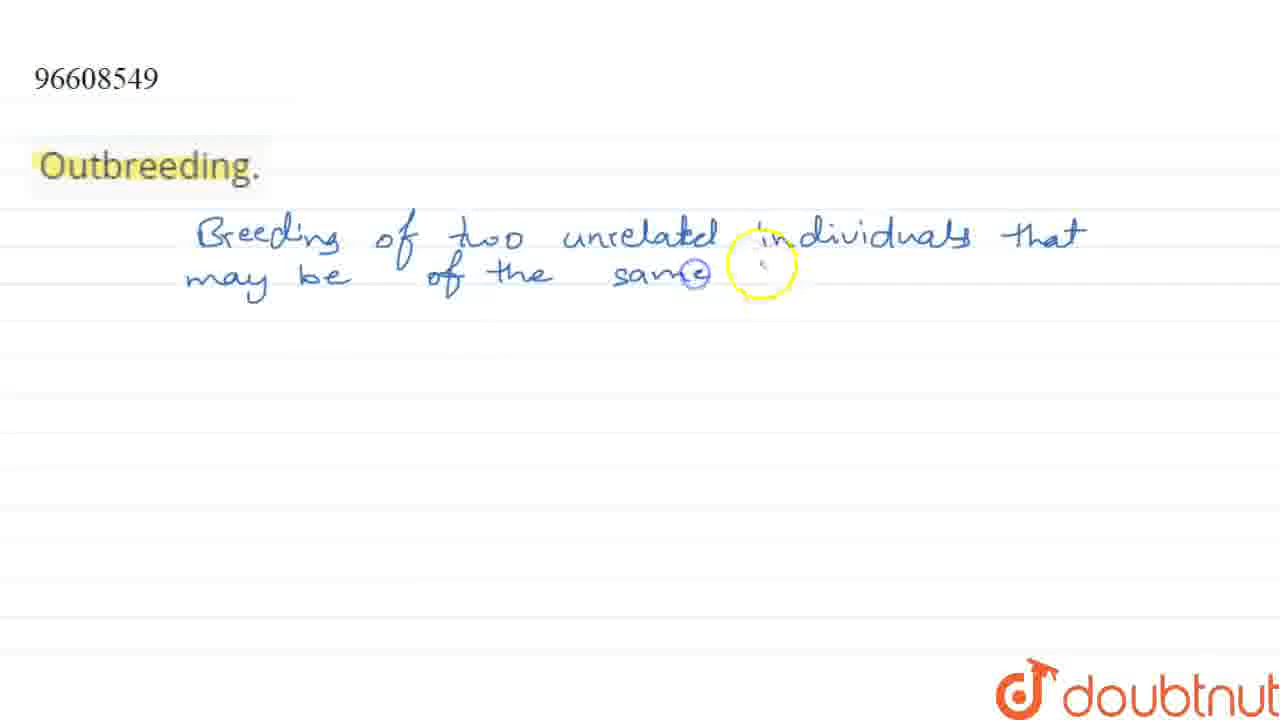 96608549
Outbreeding.
Breeding of two unrelated individuals that
may be of the same
doubtnut